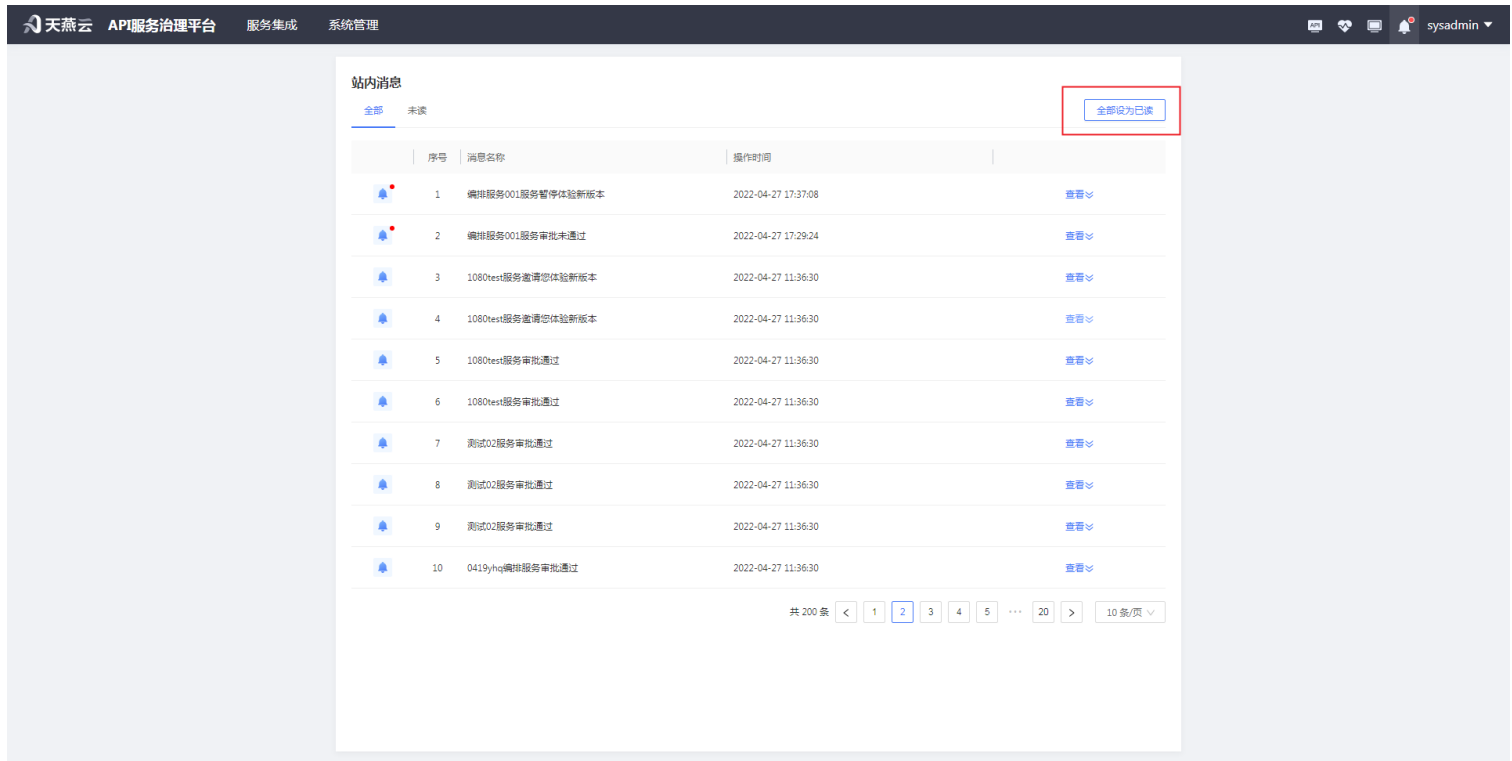 天燕云 API服务治理平台 服务集成 系统管理 API sysadmin
站内消息
全部 未读 全部设为已读
序号 消息名称 操作时间
1 编排服务001服务暂停体验新版本 2022-04-27 17:37:08 查看
2 编排服务001服务审批未通过 2022-04-27 17:29:24 查看
3 1080test服务邀请您体验新版本 2022-04-27 11:36:30 查看
4 1080test服务邀请您体验新版本 2022-04-27 11:36:30 查看
5 1080test服务审批通过 2022-04-27 11:36:30 查看
6 1080test服务审批通过 2022-04-27 11:36:30 查看
7 测试02服务审批通过 2022-04-27 11:36:30 查看
8 测试02服务审批通过 2022-04-27 11:36:30 查看
9 测试02服务审批通过 2022-04-27 11:36:30 查看
10 0419yhq编排服务审批通过 2022-04-27 11:36:30 查看
共 200 条 < 1 2 3 4 5 ··· 20 > 10 条/页